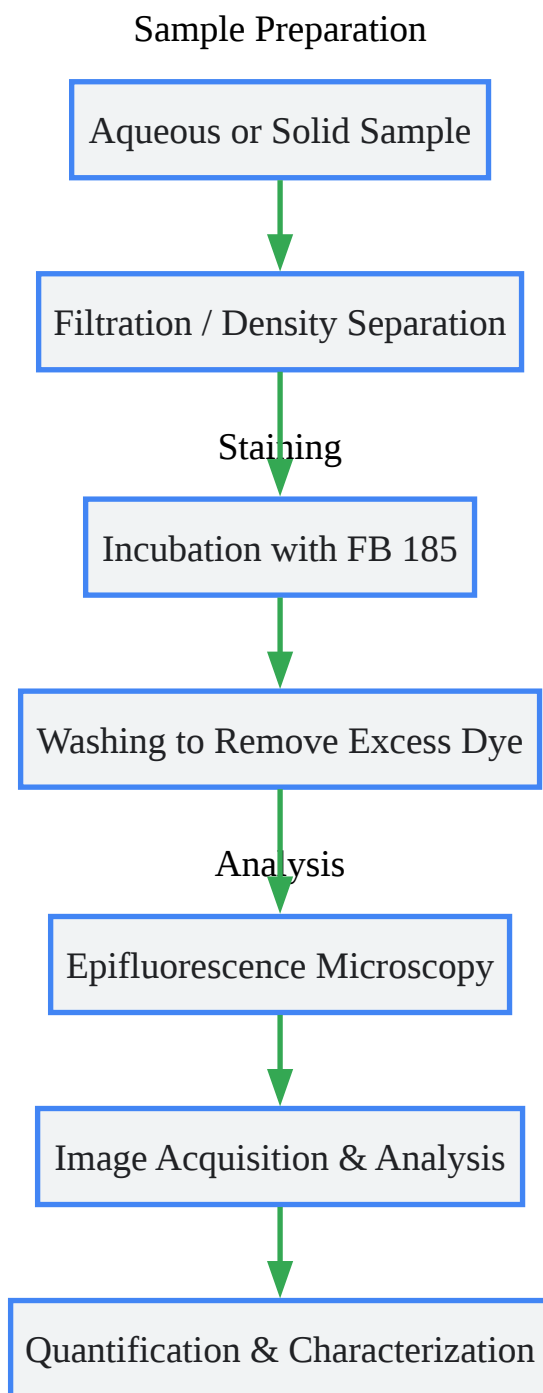 Sample Preparation
Aqueous or Solid Sample
Filtration / Density Separation
Staining
Incubation with FB 185
Washing to Remove Excess Dye
Analysis
Epifluorescence Microscopy
Image Acquisition & Analysis
Quantification & Characterization